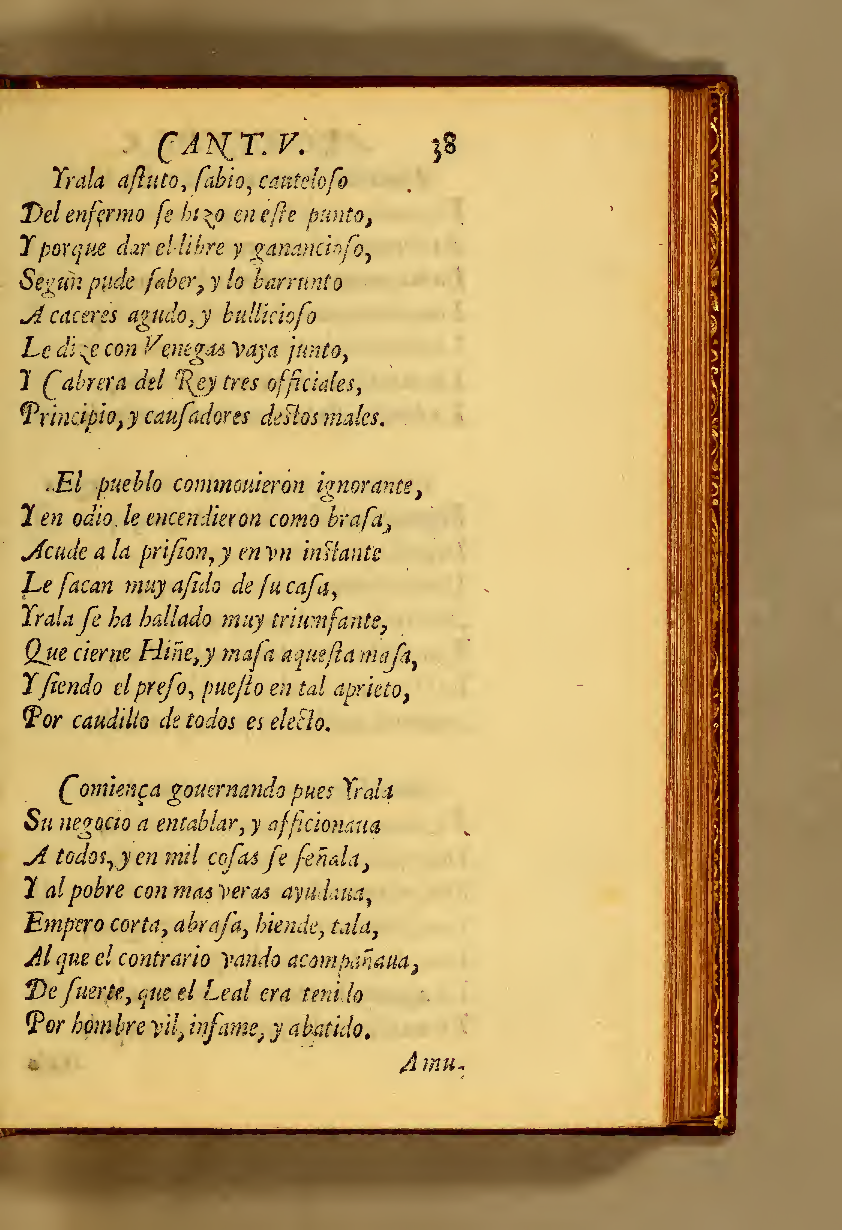 CANT. V. 38
Yrala aſtuto, ſabio, cauteloſo
Del enfermo ſe hizo en eſte punto,
Y porque dar el libre y ganancioſo,
Según pude ſaber, y lo barrunto
A caceres agudo, y bullicioſo
Le dize con Venegas vaya junto,
Y Cabrera del Rey tres officiales,
Principio, y cauſadores deſtos males.
El pueblo commouieron ignorante,
Y en odio le encendieron como braſa,
Acude a la priſion, y en vn inſtante
Le ſacan muy aſido de ſu caſa,
Yrala ſe ha hallado muy triumfante,
Que cierne Hiñe, y maſa aqueſta maſa,
Y ſiendo el preſo, pueſto en tal aprieto,
Por caudillo de todos es electo.
Comiença gouernando pues Yrala
Su negocio a entablar, y afficionaua
A todos, y en mil coſas ſe ſeñala,
Y al pobre con mas veras ayudaua,
Empero corta, abraſa, hiende, tala,
Al que el contrario vando acompañaua,
De ſuerte, que el Leal era tenido
Por hombre vil, infame, y abatido.
Amu-